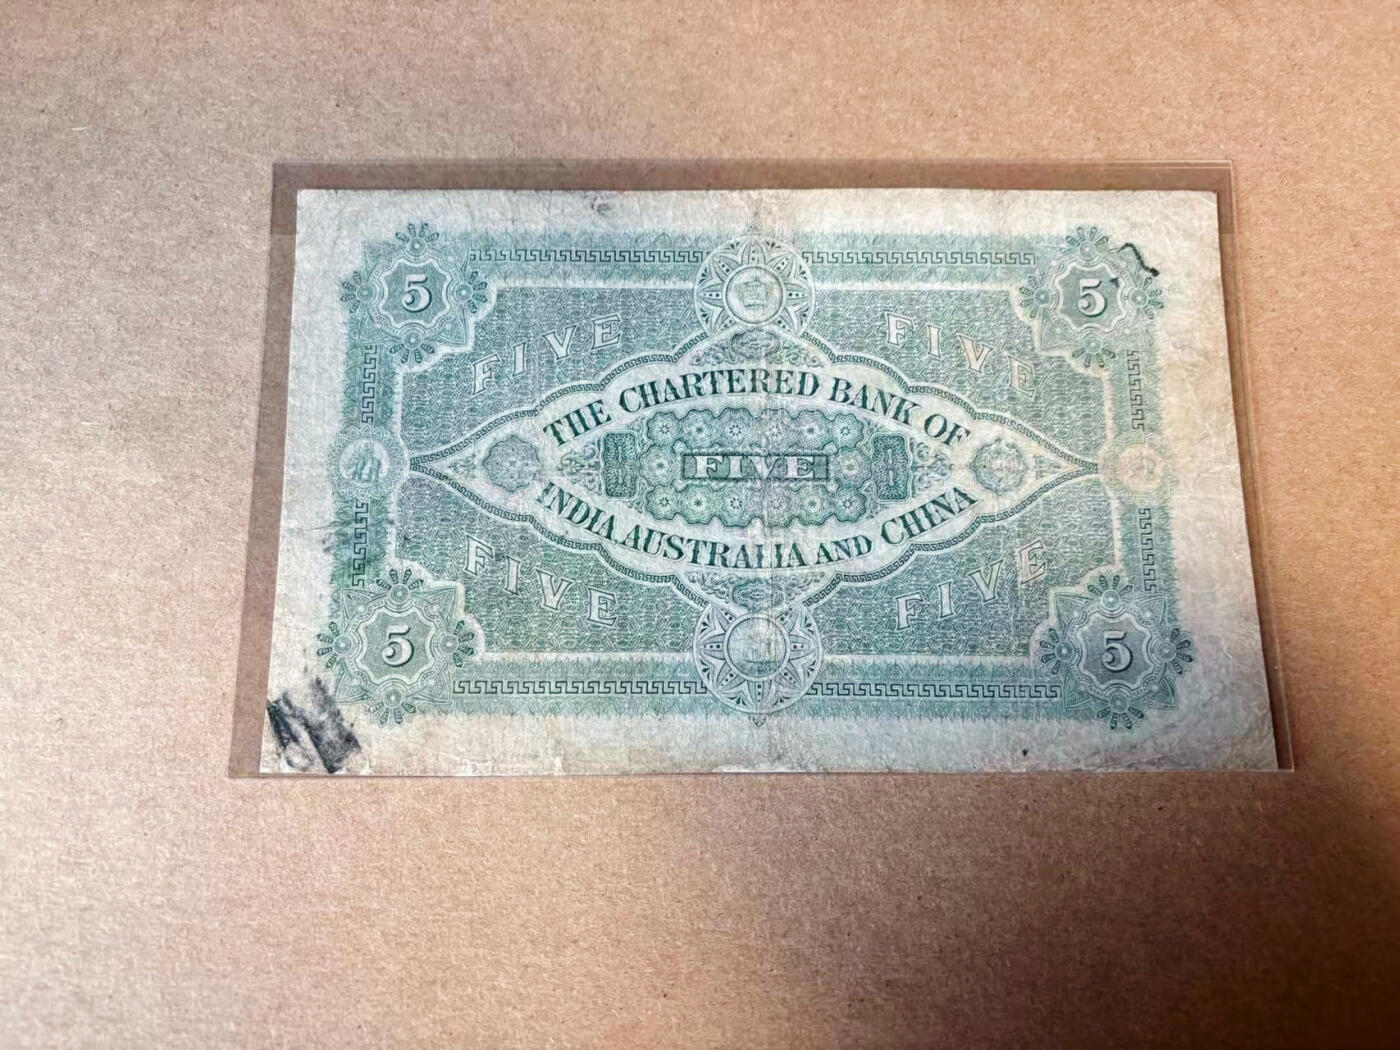 5 5
FIVE FIVE
THE CHARTERED BANK OF
FIVE
INDIA, AUSTRALIA AND CHINA
FIVE FIVE
5 5